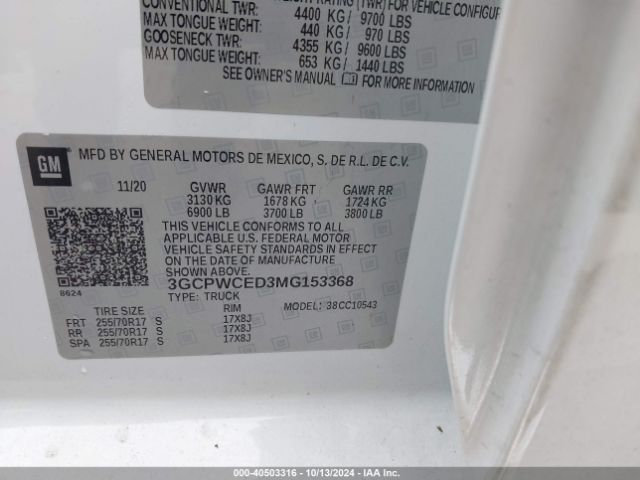 RATING (TWR) FOR VEHICLE CONFIGUR
CONVENTIONAL TWR: 4400 KG / 9700 LBS
MAX TONGUE WEIGHT: 440 KG / 970 LBS
GOOSENECK TWR: 4355 KG / 9600 LBS
MAX TONGUE WEIGHT: 653 KG / 1440 LBS
SEE OWNER'S MANUAL FOR MORE INFORMATION
GM MFD BY GENERAL MOTORS DE MEXICO, S. DE R.L. DE C.V.
11/20 GVWR GAWR FRT GAWR RR
3130 KG 1678 KG 1724 KG
6900 LB 3700 LB 3800 LB
THIS VEHICLE CONFORMS TO ALL
APPLICABLE U.S. FEDERAL MOTOR
VEHICLE SAFETY STANDARDS IN EFFECT
ON THE DATE OF MANUFACTURE
SHOWN ABOVE.
8624 3GCPWCED3MG153368
TYPE: TRUCK MODEL: 38CC10543
TIRE SIZE RIM
FRT 255/70R17 S 17X8J
RR 255/70R17 S 17X8J
SPA 255/70R17 S 17X8J
000-40503316 - 10/13/2024 - IAA Inc.